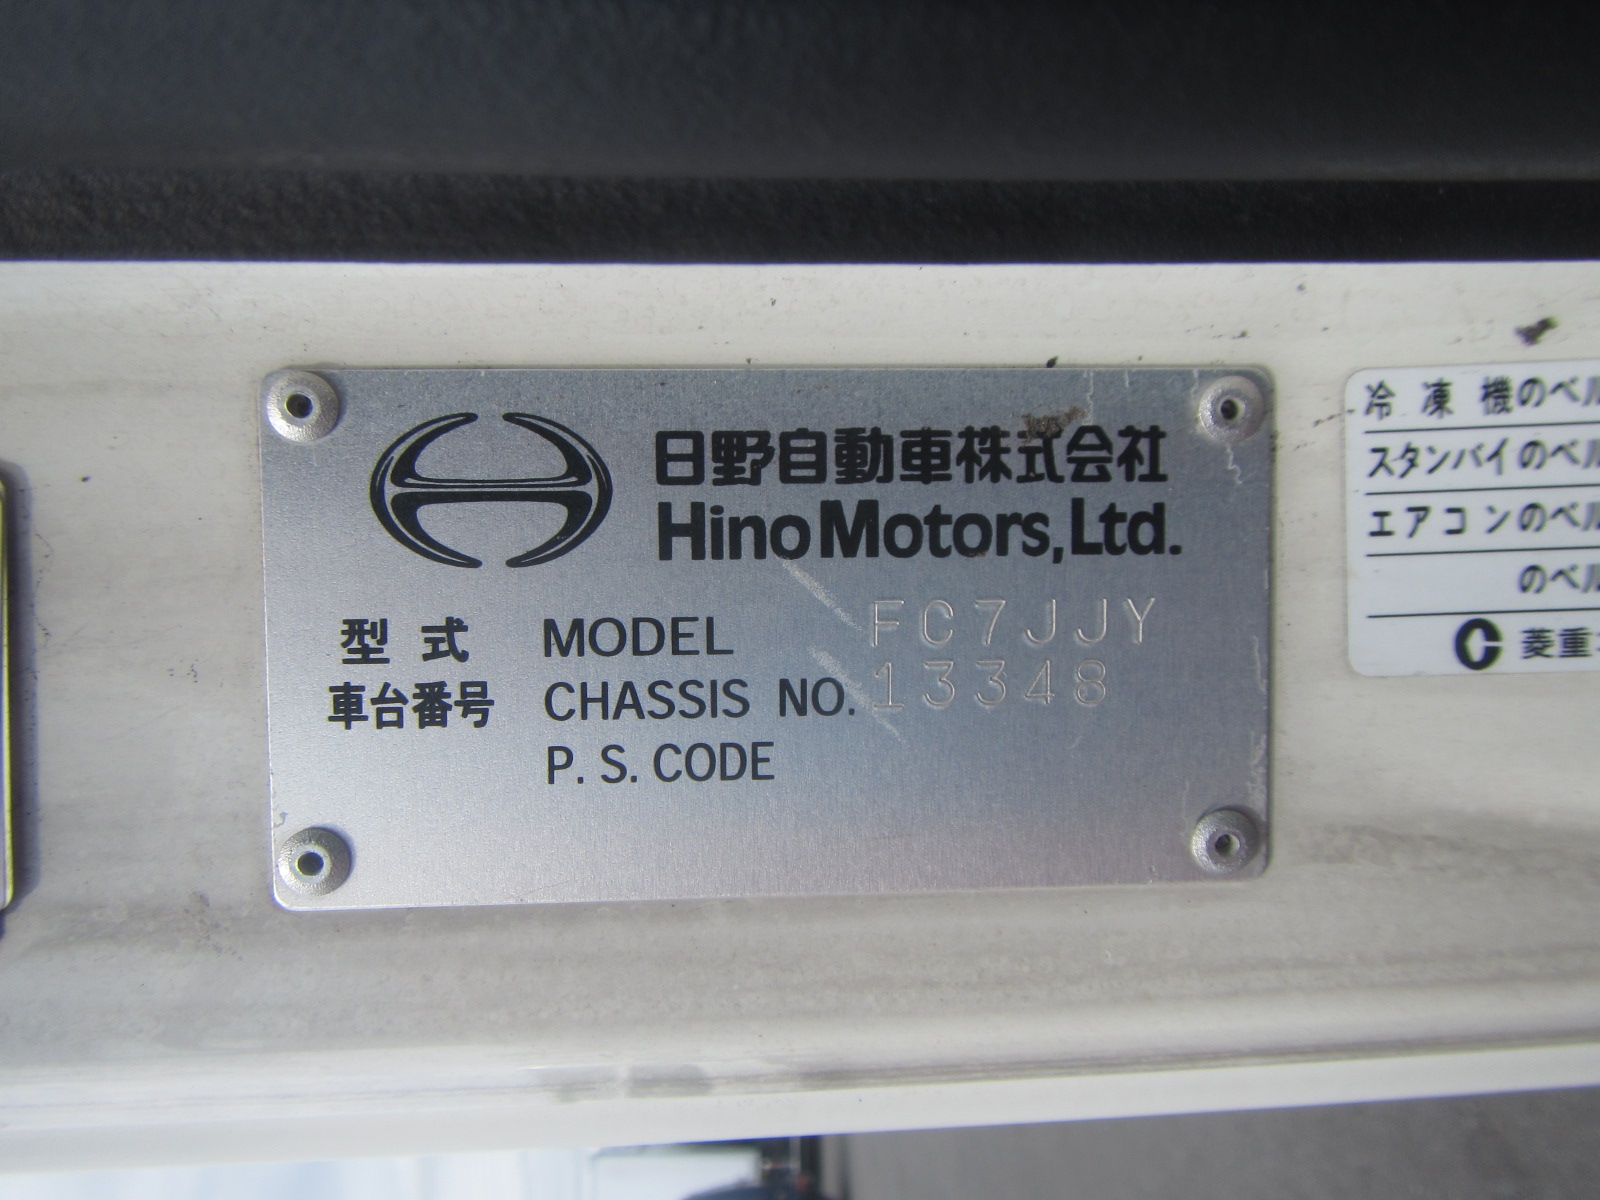 日野自動車株式会社
Hino Motors, Ltd.
型式 MODEL FC7JJY
車台番号 CHASSIS NO. 13348
P. S. CODE
冷凍機のベル
スタンバイのベル
エアコンのベル
のベル
菱重